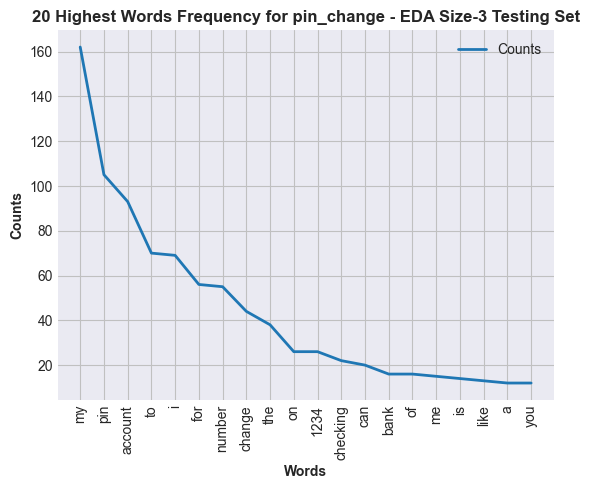 20 Highest Words Frequency for pin_change - EDA Size-3 Testing Set
Counts
160
140
120
100
80
60
40
20
Counts
my
pin
account
to
i
for
number
change
the
on
1234
checking
can
bank
of
me
is
like
a
you
Words